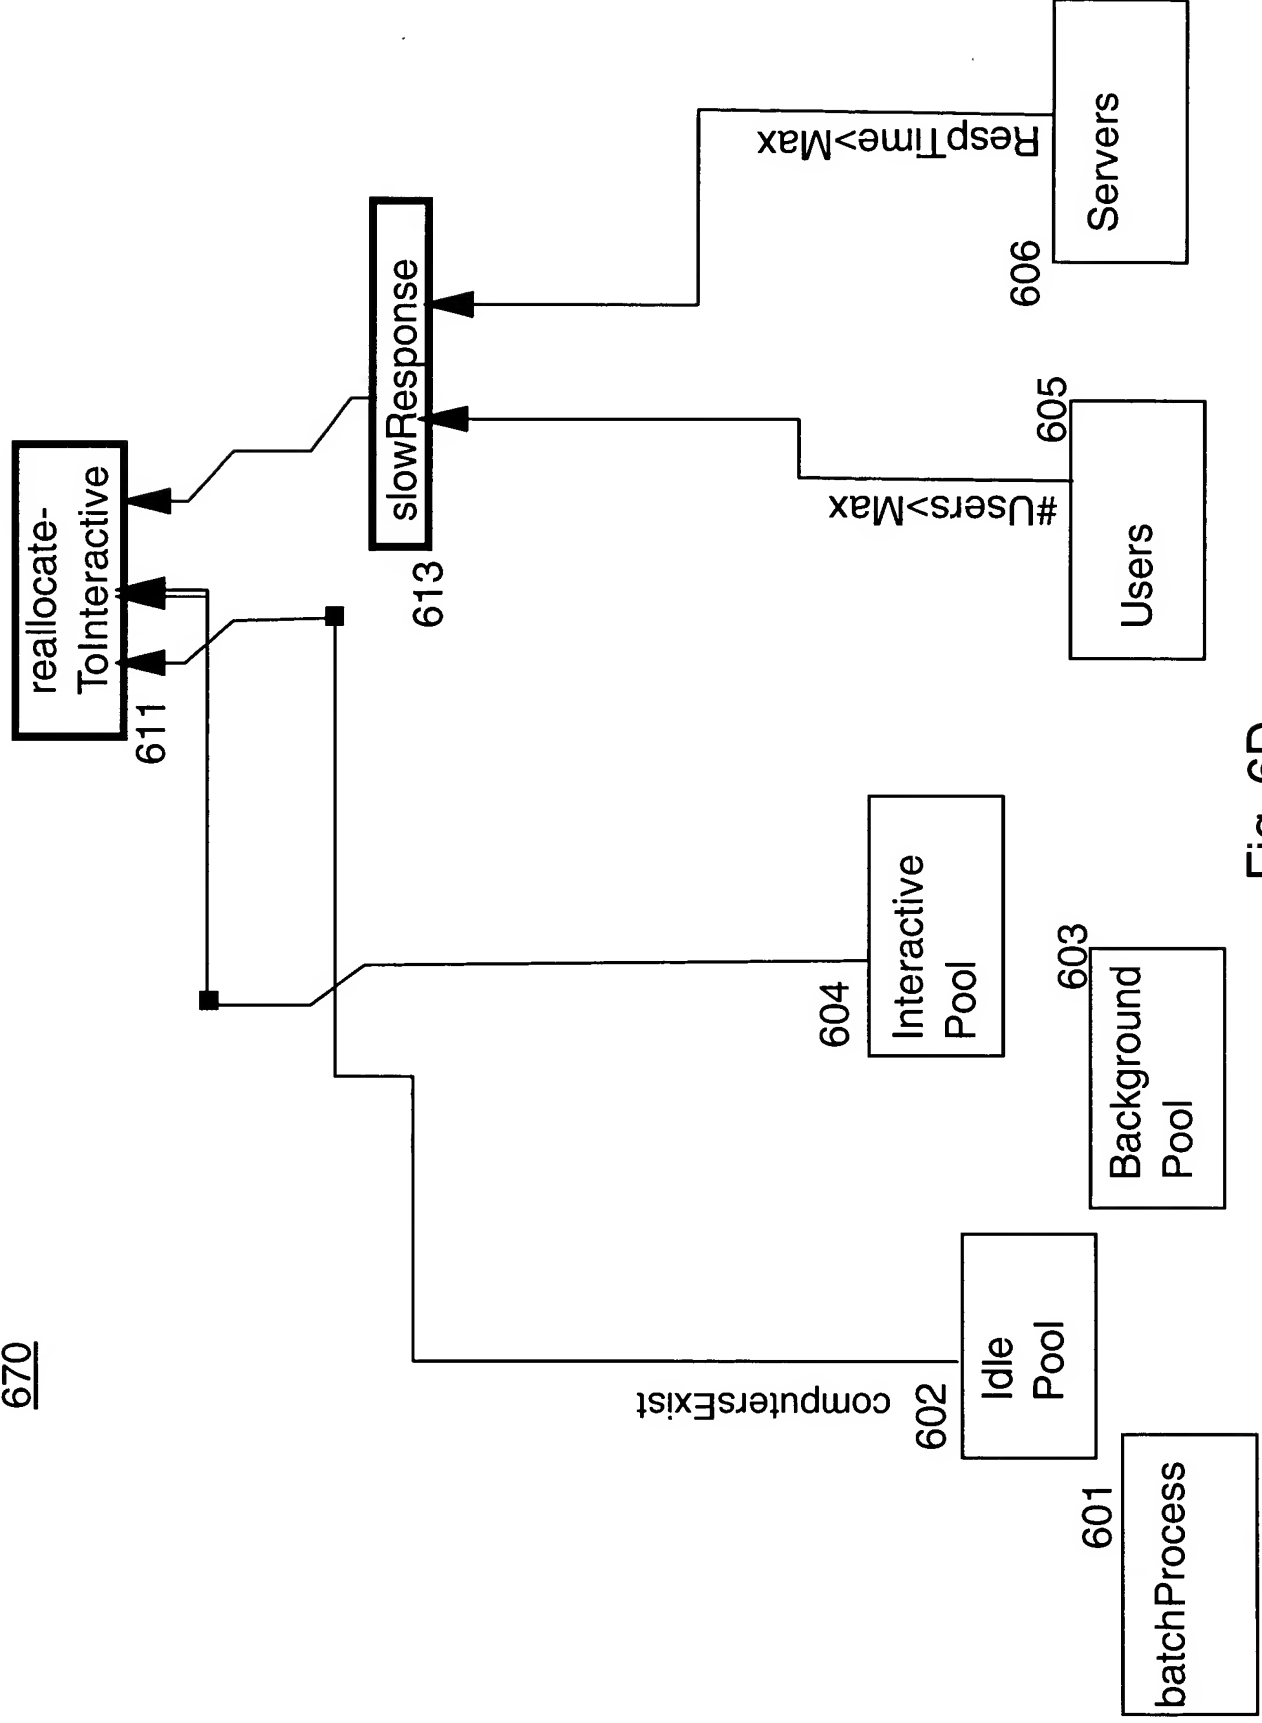 670
reallocate-
ToInteractive
611
slowResponse
613
computersExist
#Users>Max
RespTime>Max
602
Idle
Pool
601
batchProcess
604
Interactive
Pool
603
Background
Pool
605
Users
606
Servers